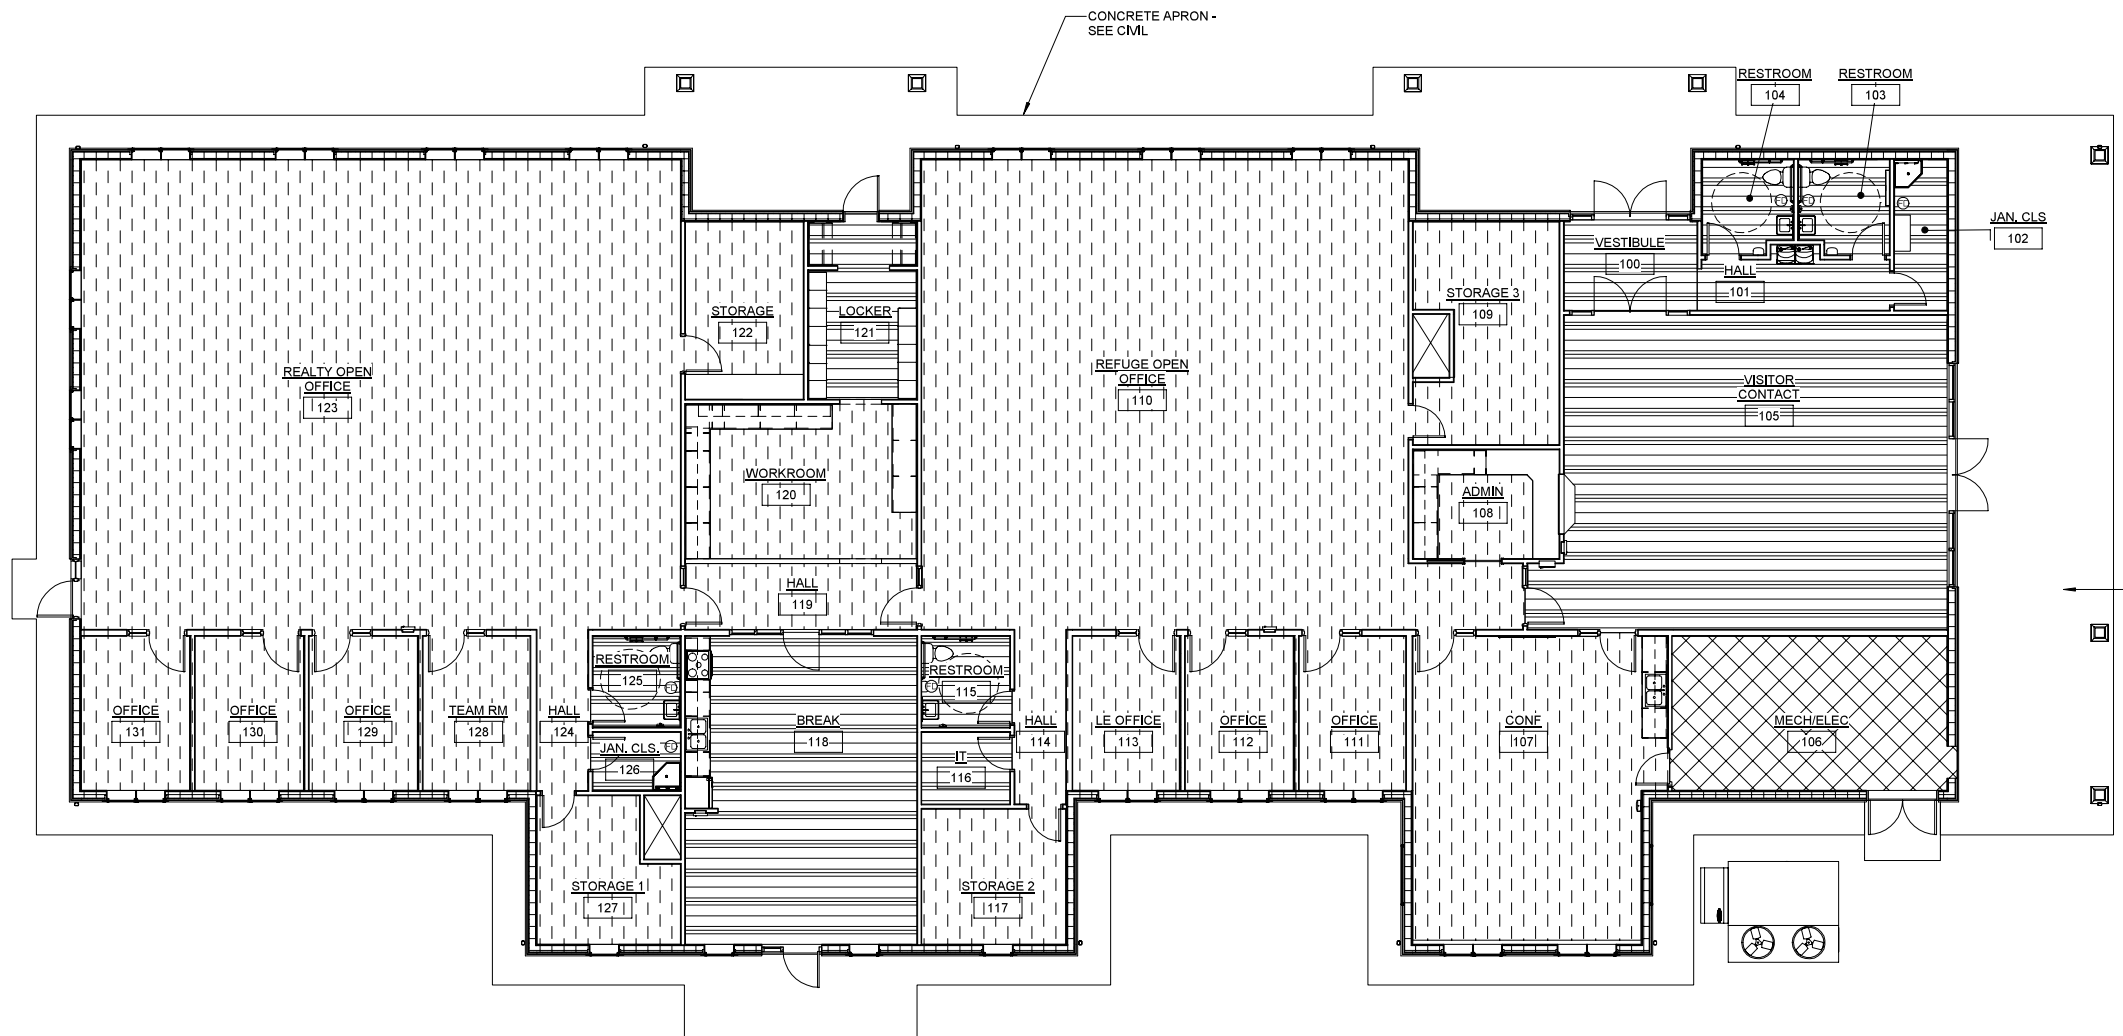 CONCRETE APRON -
SEE CIVIL
RESTROOM
104
RESTROOM
103
JAN. CLS
102
VESTIBULE
100
HALL
101
STORAGE 3
109
STORAGE
122
LOCKER
121
REALTY OPEN
OFFICE
123
REFUGE OPEN
OFFICE
110
VISITOR
CONTACT
105
WORKROOM
120
ADMIN
108
HALL
119
RESTROOM
125
RESTROOM
115
OFFICE
131
OFFICE
130
OFFICE
129
TEAM RM
128
HALL
124
JAN. CLS.
126
BREAK
118
IT
116
HALL
114
LE OFFICE
113
OFFICE
112
OFFICE
111
CONF
107
MECH/ELEC
106
STORAGE 1
127
STORAGE 2
117